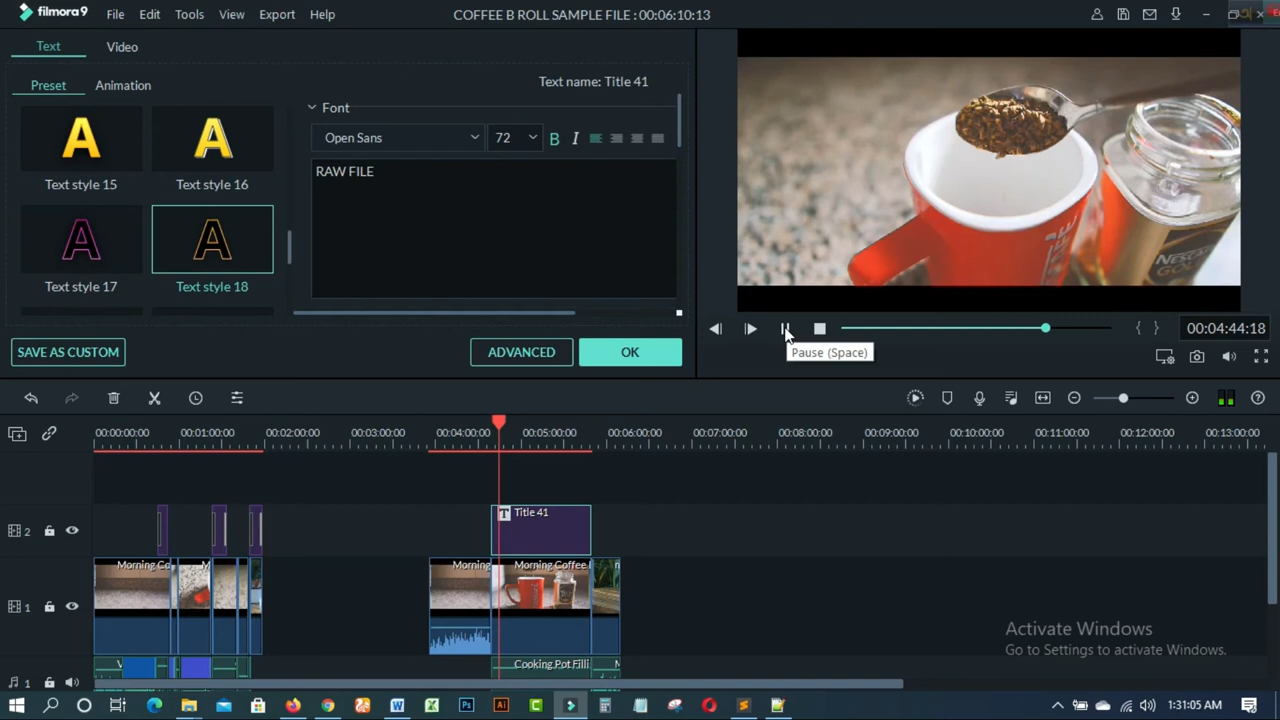 filmora9 File Edit Tools View Export Help COFFEE B ROLL SAMPLE FILE : 00:06:10:13
Text Video
Preset Animation Text name: Title 41
Font
Open Sans 72 B I
RAW FILE
A A
Text style 15 Text style 16
A A
Text style 17 Text style 18
SAVE AS CUSTOM ADVANCED OK
NESCAFE
GOLD
{ } 00:04:44:18
Pause (Space)
00:00:00:00 00:01:00:00 00:02:00:00 00:03:00:00 00:04:00:00 00:05:00:00 00:06:00:00 00:07:00:00 00:08:00:00 00:09:00:00 00:10:00:00 00:11:00:00 00:12:00:00 00:13:00:00
2 T Title 41
Morning Co M Morning Morning Coffee
1
Cooking Pot Filli
1
Activate Windows
Go to Settings to activate Windows.
1:31:05 AM